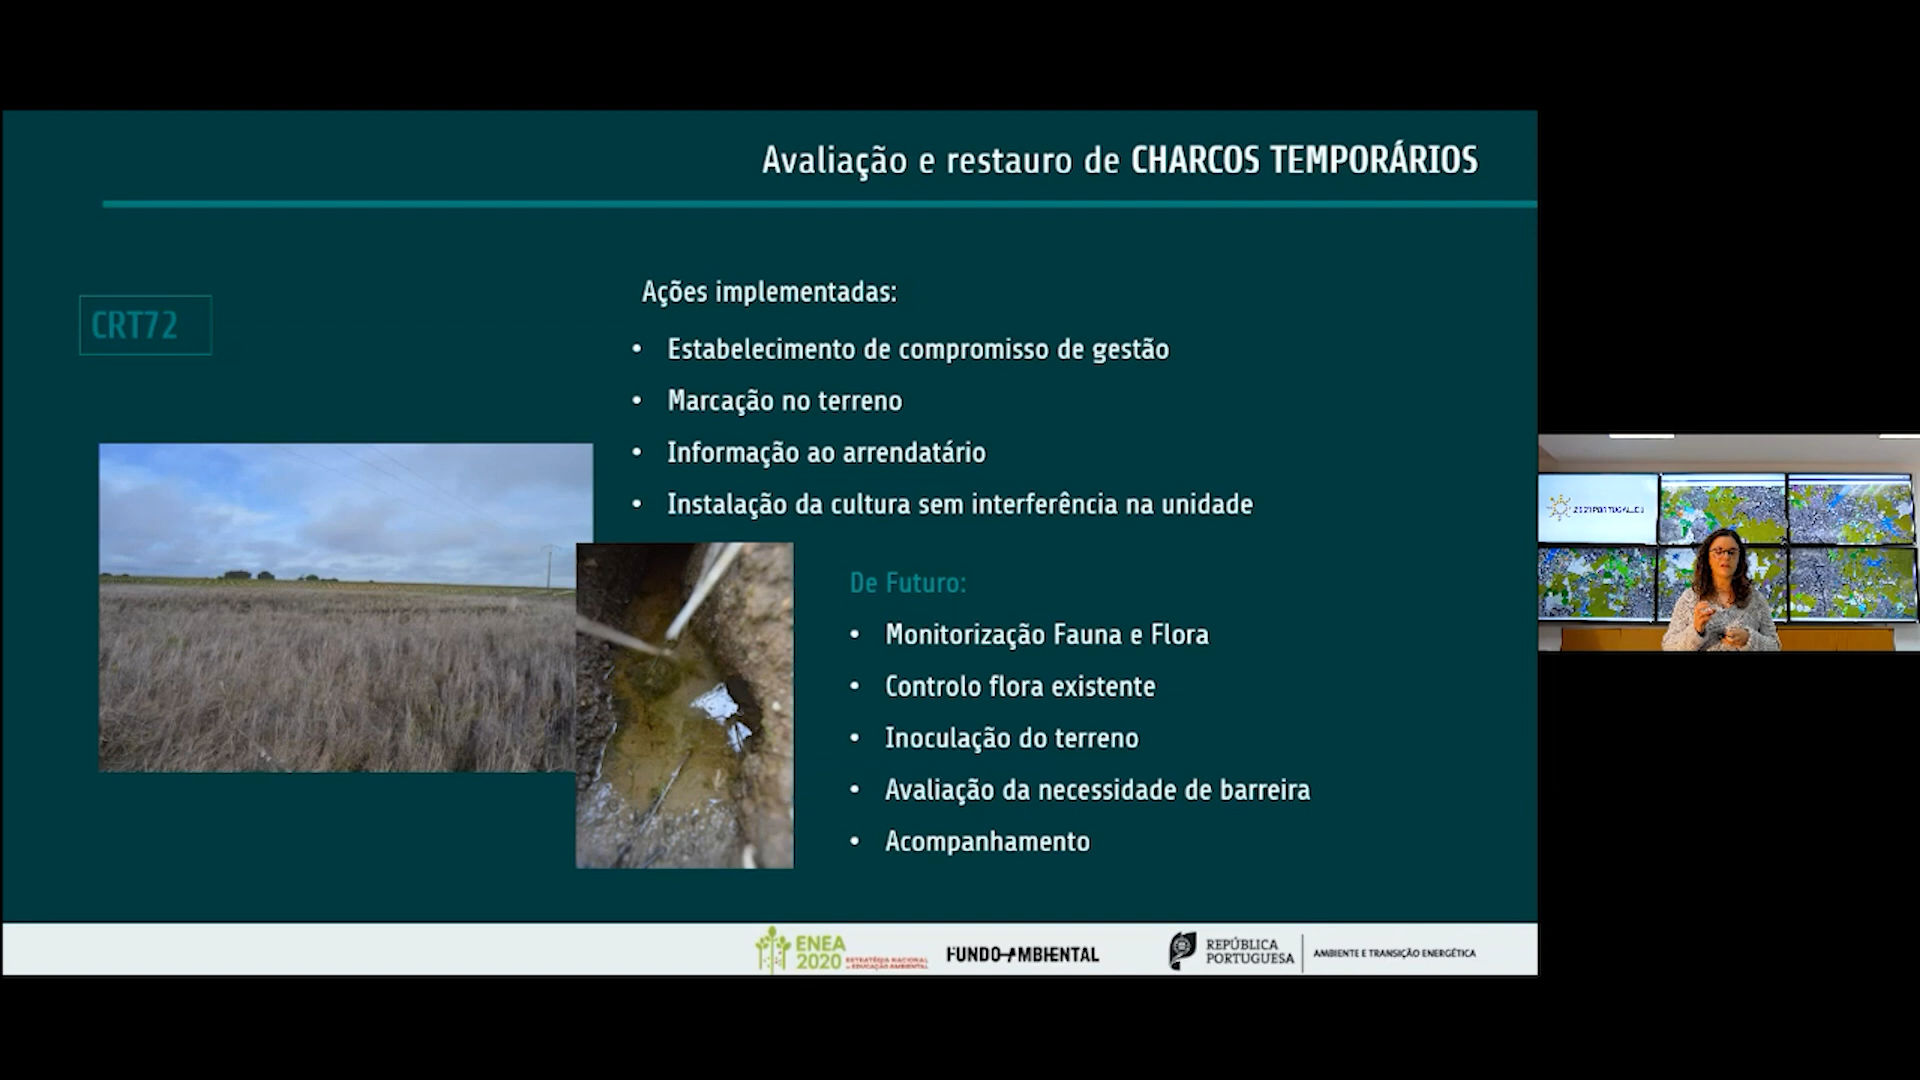 Avaliação e restauro de CHARCOS TEMPORÁRIOS
CRT72
Ações implementadas:
• Estabelecimento de compromisso de gestão
• Marcação no terreno
• Informação ao arrendatário
• Instalação da cultura sem interferência na unidade
De Futuro:
• Monitorização Fauna e Flora
• Controlo flora existente
• Inoculação do terreno
• Avaliação da necessidade de barreira
• Acompanhamento
2021PORTUGAL.EU
ENEA
2020
ESTRATÉGIA NACIONAL
DE EDUCAÇÃO AMBIENTAL
FUNDO AMBIENTAL
REPÚBLICA
PORTUGUESA
AMBIENTE E TRANSIÇÃO ENERGÉTICA